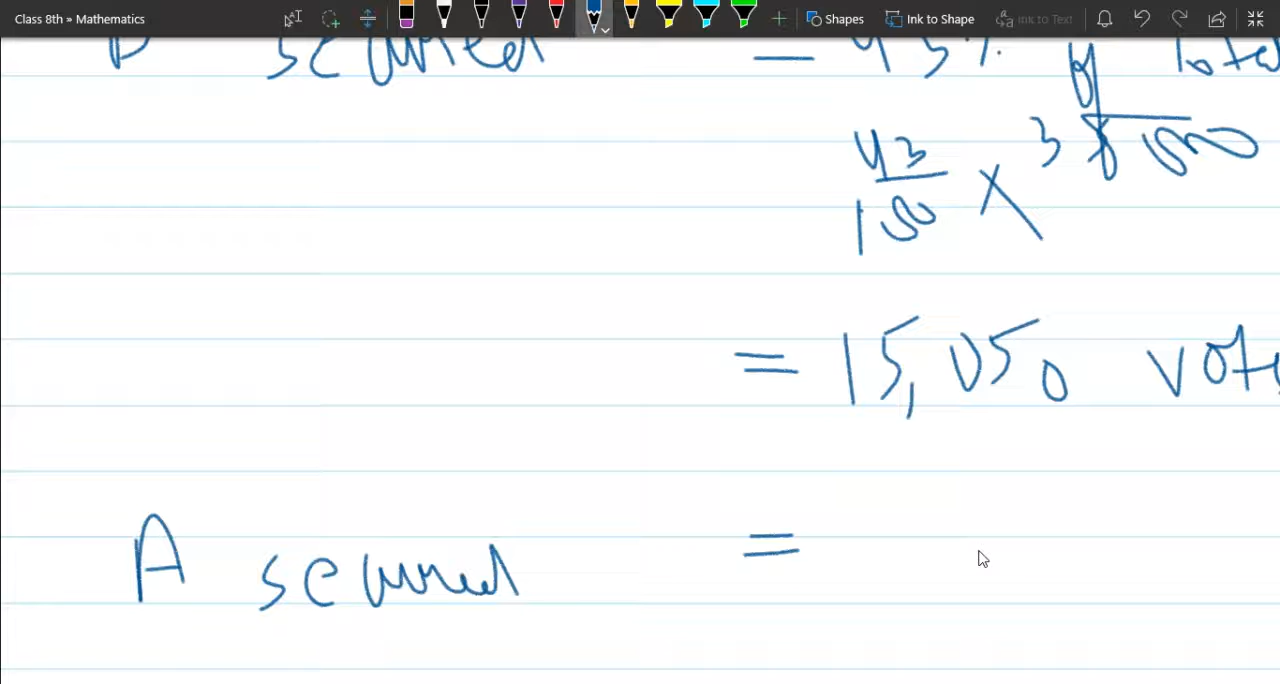 Class 8th » Mathematics
Shapes
Ink to Shape
Ink to Text
secured = 43% of
43
100 × 35000
= 15,050 vote
A secured =